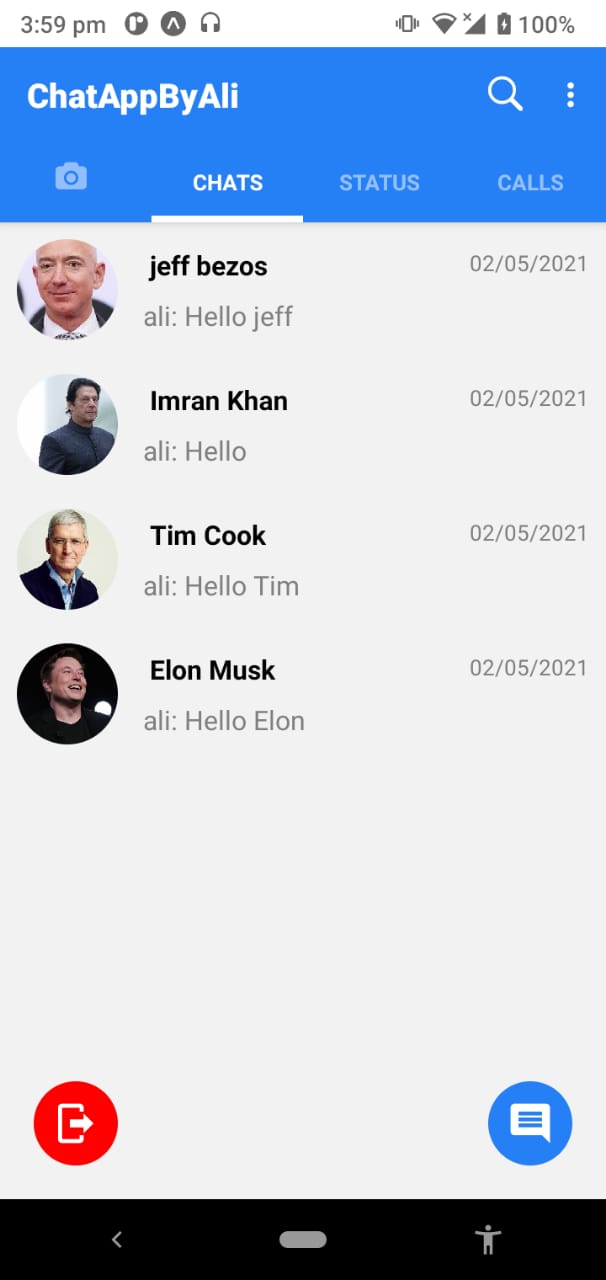 3:59 pm 100%
ChatAppByAli
CHATS STATUS CALLS
jeff bezos 02/05/2021
ali: Hello jeff
Imran Khan 02/05/2021
ali: Hello
Tim Cook 02/05/2021
ali: Hello Tim
Elon Musk 02/05/2021
ali: Hello Elon